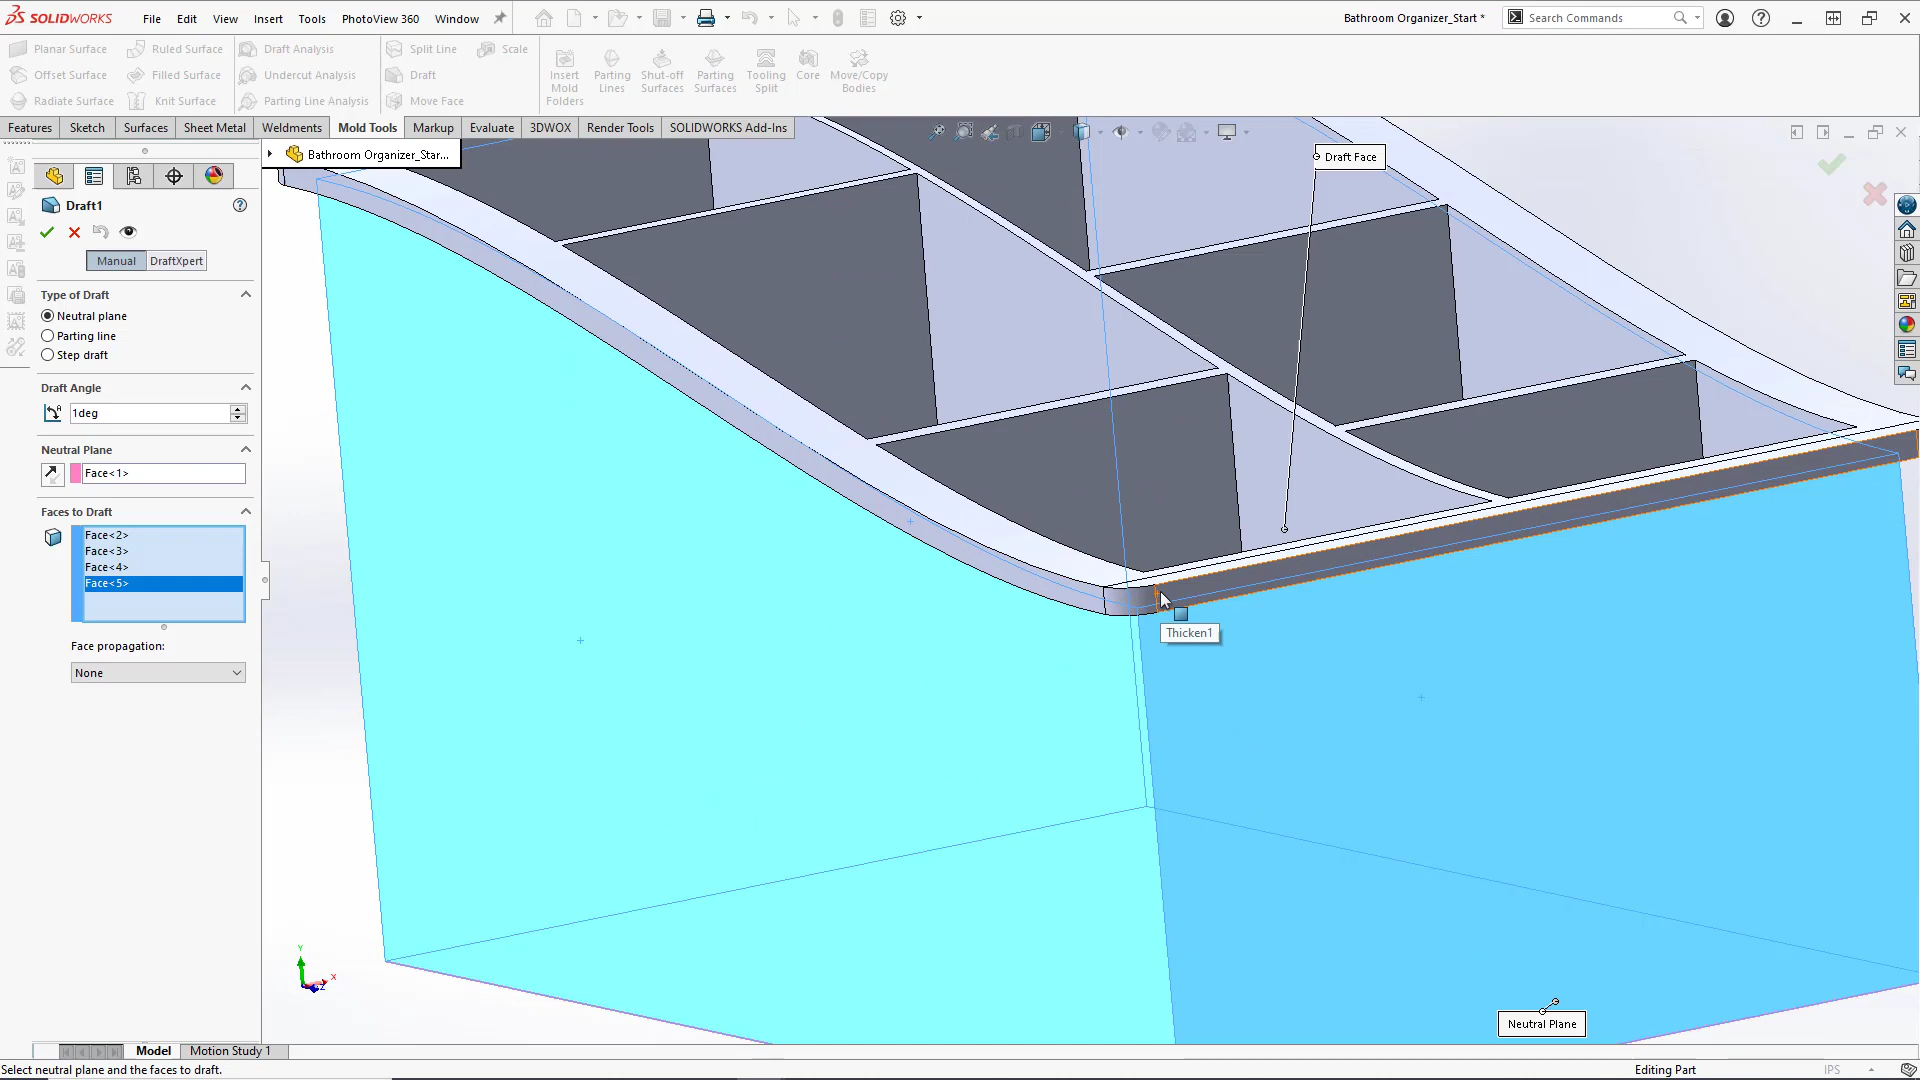 SOLIDWORKS File Edit View Insert Tools PhotoView 360 Window Bathroom Organizer_Start * Search Commands
Planar Surface Ruled Surface Draft Analysis Split Line Scale
Offset Surface Filled Surface Undercut Analysis Draft
Radiate Surface Knit Surface Parting Line Analysis Move Face
Insert Mold Folders
Parting Lines
Shut-off Surfaces
Parting Surfaces
Tooling Split
Core
Move/Copy Bodies
Features Sketch Surfaces Sheet Metal Weldments Mold Tools Markup Evaluate 3DWOX Render Tools SOLIDWORKS Add-Ins
Bathroom Organizer_Star...
Draft Face
Draft1
Manual DraftXpert
Type of Draft
Neutral plane
Parting line
Step draft
Draft Angle
1deg
Neutral Plane
Face<1>
Faces to Draft
Face<2>
Face<3>
Face<4>
Face<5>
Face propagation:
None
Thicken1
Neutral Plane
Y
X
Z
Model Motion Study 1
Select neutral plane and the faces to draft. Editing Part IPS